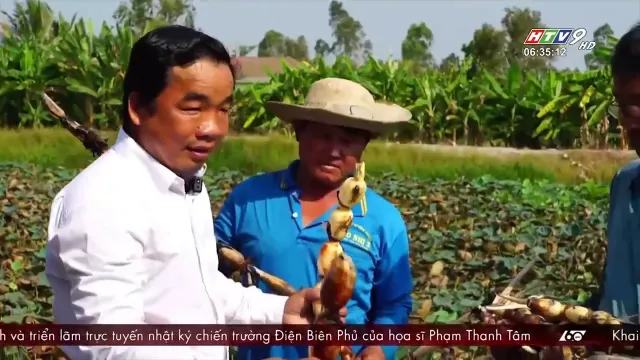 HTV9 HD
06:35:12
h và triển lãm trực tuyến nhật ký chiến trường Điện Biên Phủ của họa sĩ Phạm Thanh Tâm
60
Khai